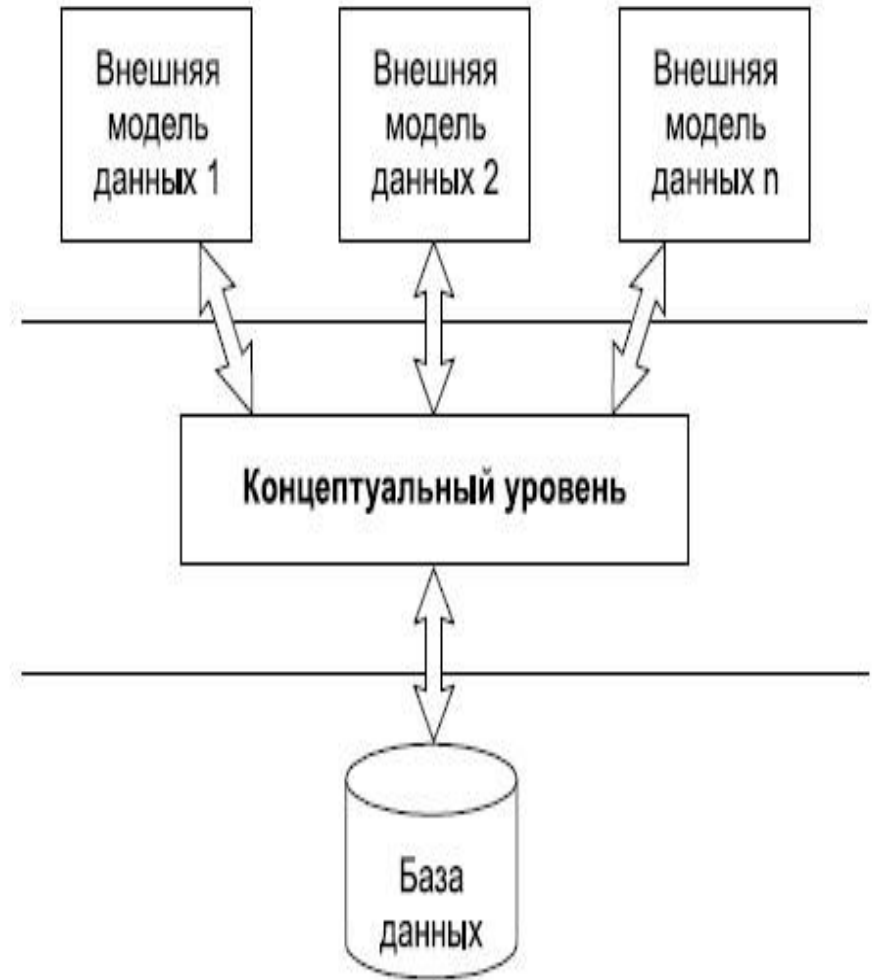 Внешняя
модель
данных 1
Внешняя
модель
данных 2
Внешняя
модель
данных n
Концептуальный уровень
База
данных